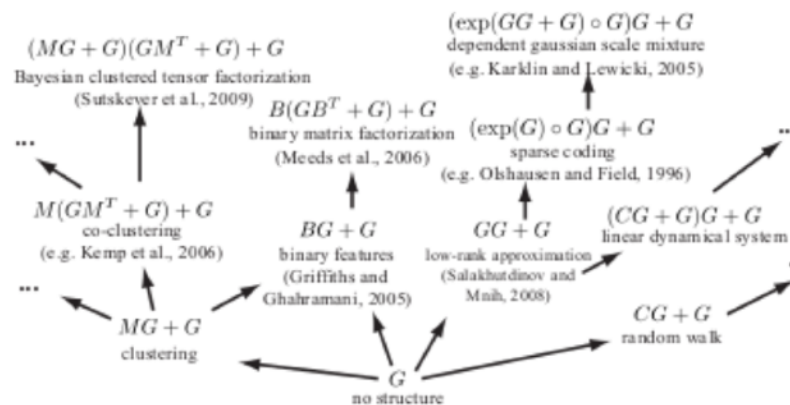 (exp(GG + G) ∘ G)G + G
dependent gaussian scale mixture
(e.g. Karklin and Lewicki, 2005)
(MG + G)(GM^T + G) + G
Bayesian clustered tensor factorization
(Sutskever et al., 2009)
B(GB^T + G) + G
binary matrix factorization
(Meeds et al., 2006)
(exp(G) ∘ G)G + G
sparse coding
(e.g. Olshausen and Field, 1996)
...
..
M(GM^T + G) + G
co-clustering
(e.g. Kemp et al., 2006)
BG + G
binary features
(Griffiths and
Ghahramani, 2005)
GG + G
low-rank approximation
(Salakhutdinov and
Mnih, 2008)
(CG + G)G + G
linear dynamical system
...
MG + G
clustering
CG + G
random walk
G
no structure